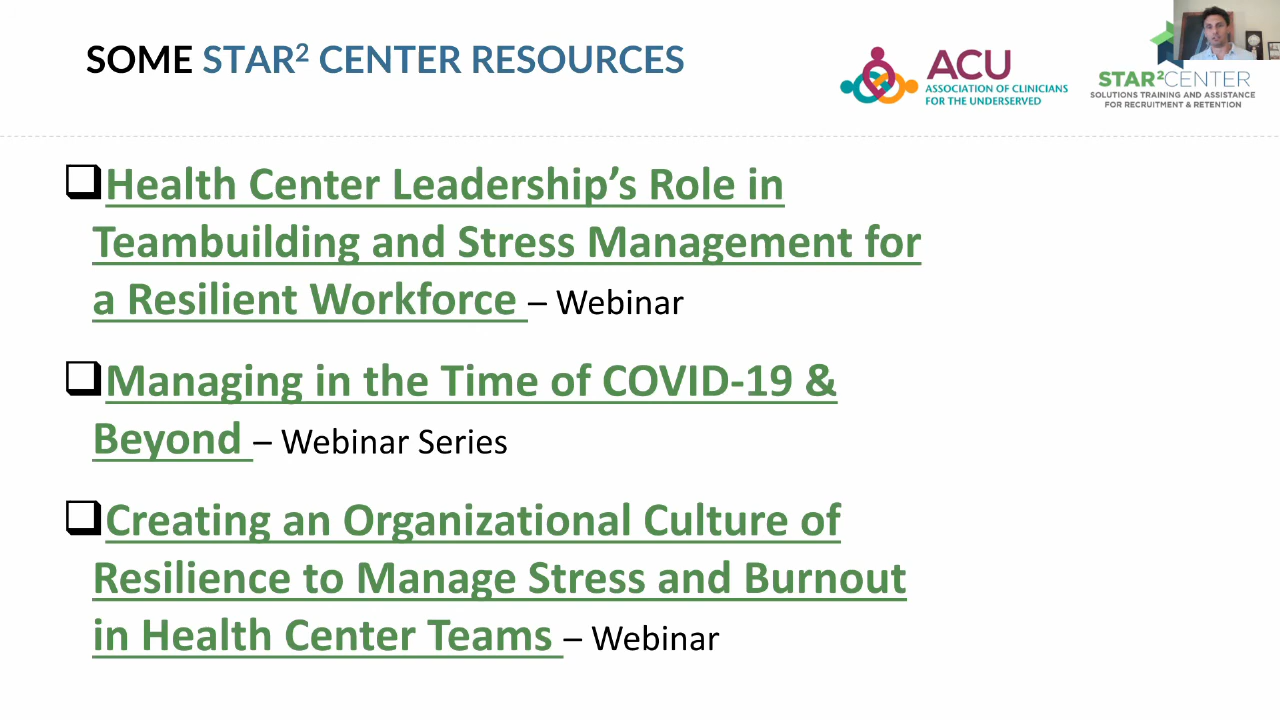 SOME STAR² CENTER RESOURCES
ACU
ASSOCIATION OF CLINICIANS
FOR THE UNDERSERVED
STAR²CENTER
SOLUTIONS TRAINING AND ASSISTANCE
FOR RECRUITMENT & RETENTION
❑Health Center Leadership’s Role in
Teambuilding and Stress Management for
a Resilient Workforce – Webinar
❑Managing in the Time of COVID-19 &
Beyond – Webinar Series
❑Creating an Organizational Culture of
Resilience to Manage Stress and Burnout
in Health Center Teams – Webinar